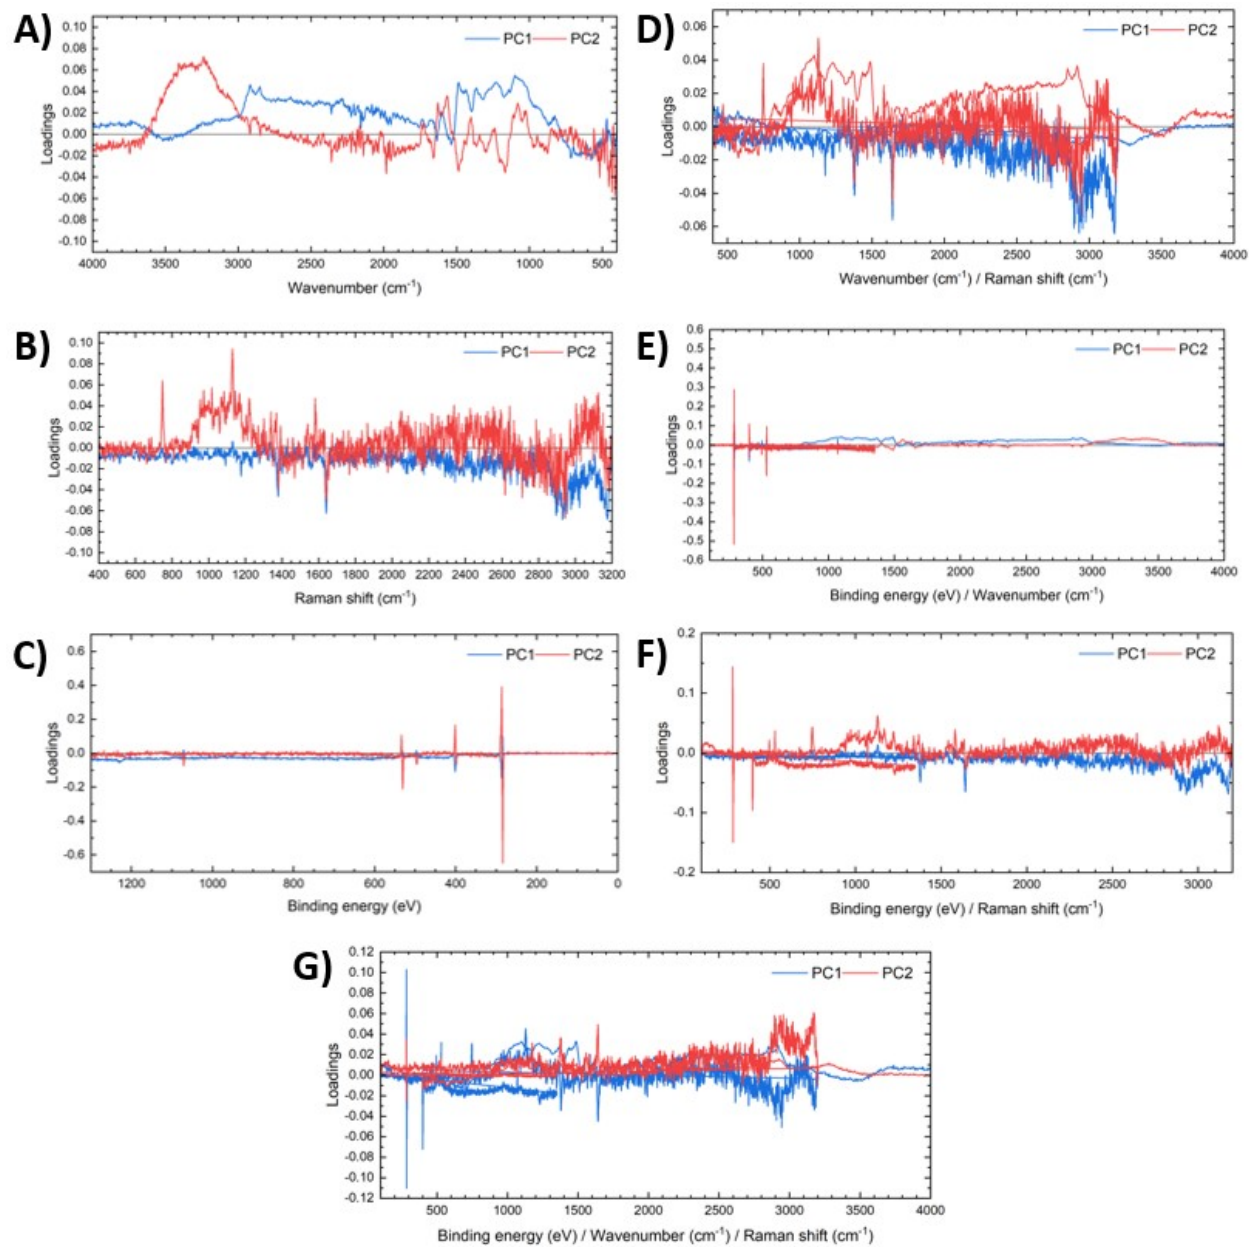 A)
PC1 PC2
0.10
0.08
0.06
0.04
0.02
0.00
-0.02
-0.04
-0.06
-0.08
-0.10
Loadings
4000 3500 3000 2500 2000 1500 1000 500
Wavenumber (cm-1)
D)
PC1 PC2
0.06
0.04
0.02
0.00
-0.02
-0.04
-0.06
Loadings
500 1000 1500 2000 2500 3000 3500 4000
Wavenumber (cm-1) / Raman shift (cm-1)
B)
PC1 PC2
0.10
0.08
0.06
0.04
0.02
0.00
-0.02
-0.04
-0.06
-0.08
-0.10
Loadings
400 600 800 1000 1200 1400 1600 1800 2000 2200 2400 2600 2800 3000 3200
Raman shift (cm-1)
E)
PC1 PC2
0.6
0.5
0.4
0.3
0.2
0.1
0.0
-0.1
-0.2
-0.3
-0.4
-0.5
-0.6
Loadings
500 1000 1500 2000 2500 3000 3500 4000
Binding energy (eV) / Wavenumber (cm-1)
C)
PC1 PC2
0.6
0.4
0.2
0.0
-0.2
-0.4
-0.6
Loadings
1200 1000 800 600 400 200 0
Binding energy (eV)
F)
PC1 PC2
0.2
0.1
0.0
-0.1
-0.2
Loadings
500 1000 1500 2000 2500 3000
Binding energy (eV) / Raman shift (cm-1)
G)
PC1 PC2
0.12
0.10
0.08
0.06
0.04
0.02
0.00
-0.02
-0.04
-0.06
-0.08
-0.10
-0.12
Loadings
500 1000 1500 2000 2500 3000 3500 4000
Binding energy (eV) / Wavenumber (cm-1) / Raman shift (cm-1)